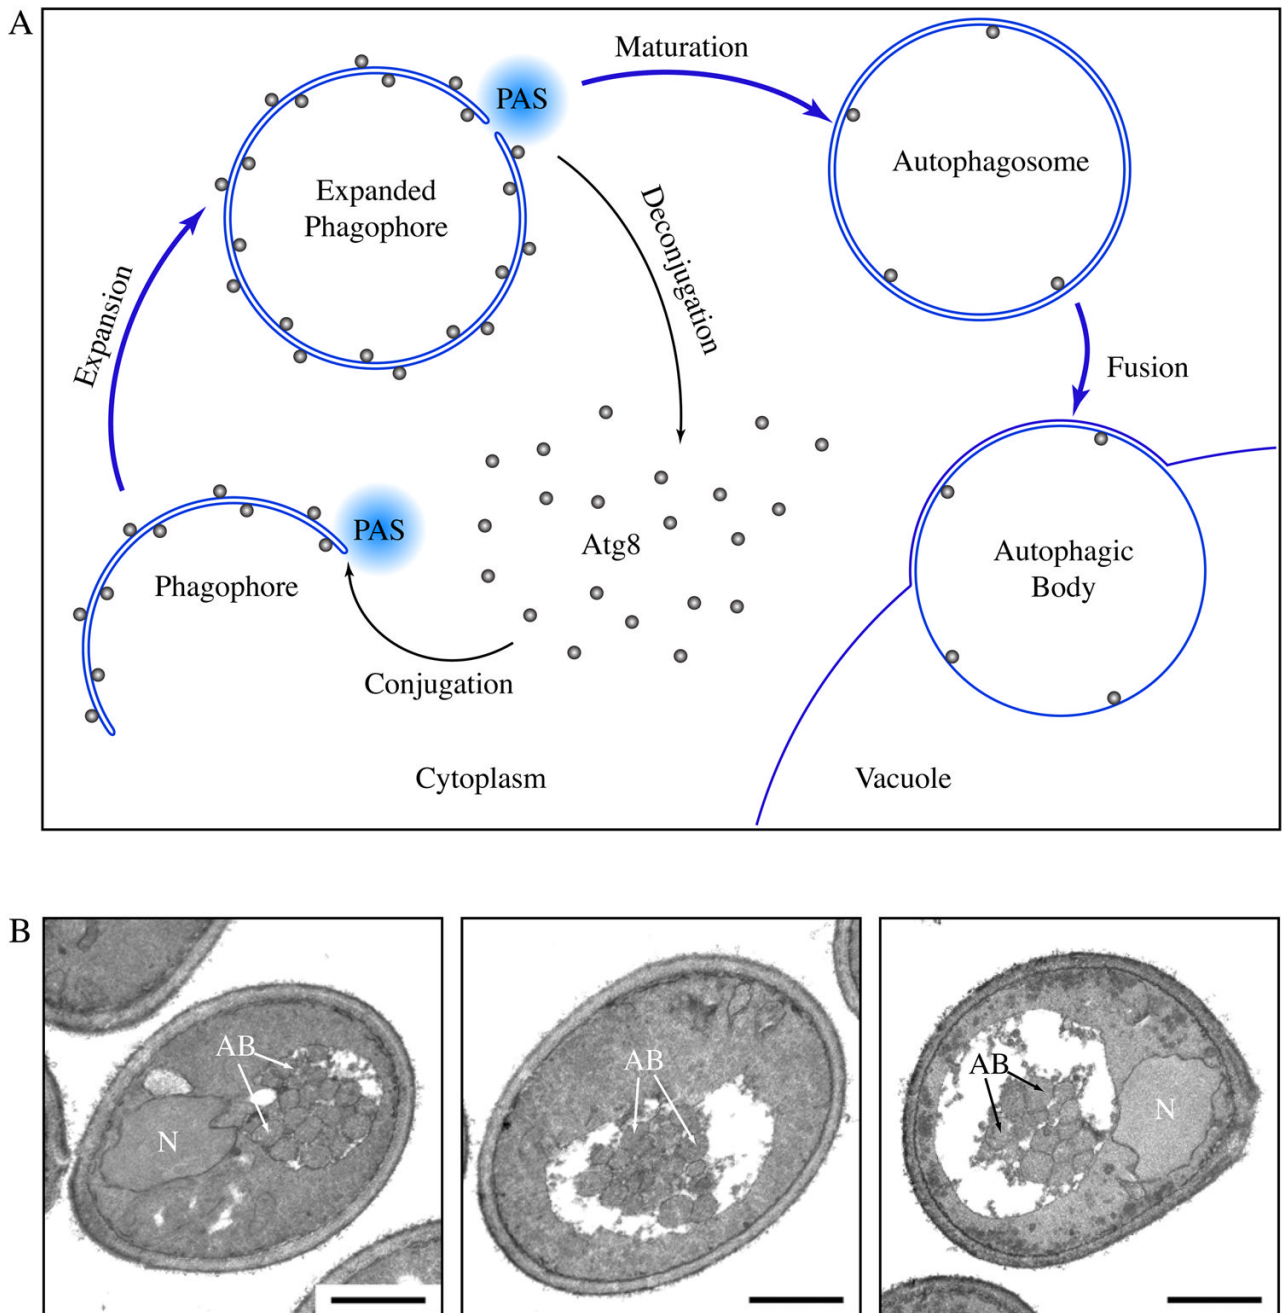 A
Maturation
PAS
Autophagosome
Expanded
Phagophore
Deconjugation
Expansion
Fusion
PAS
Atg8
Autophagic
Body
Phagophore
Conjugation
Cytoplasm
Vacuole
B
AB
N
AB
AB
N